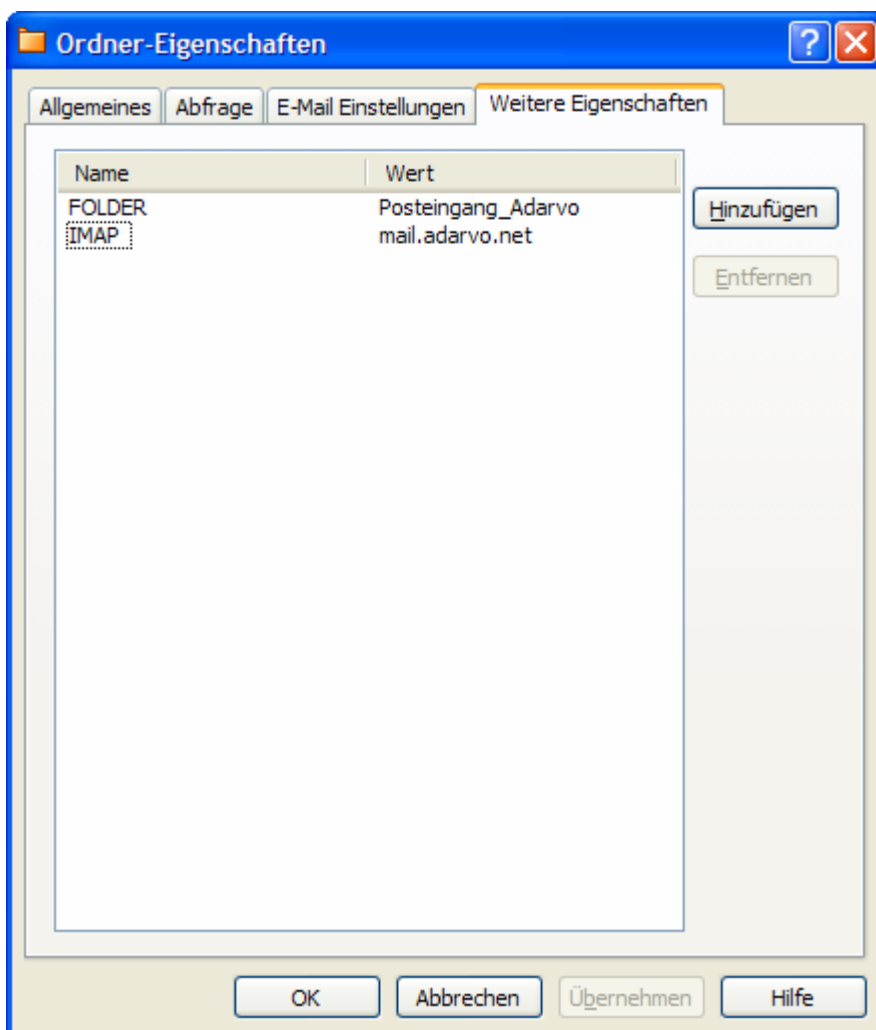 Ordner-Eigenschaften
Allgemeines Abfrage E-Mail Einstellungen Weitere Eigenschaften
Name Wert
FOLDER Posteingang_Adarvo
IMAP mail.adarvo.net
Hinzufügen
Entfernen
OK Abbrechen Übernehmen Hilfe